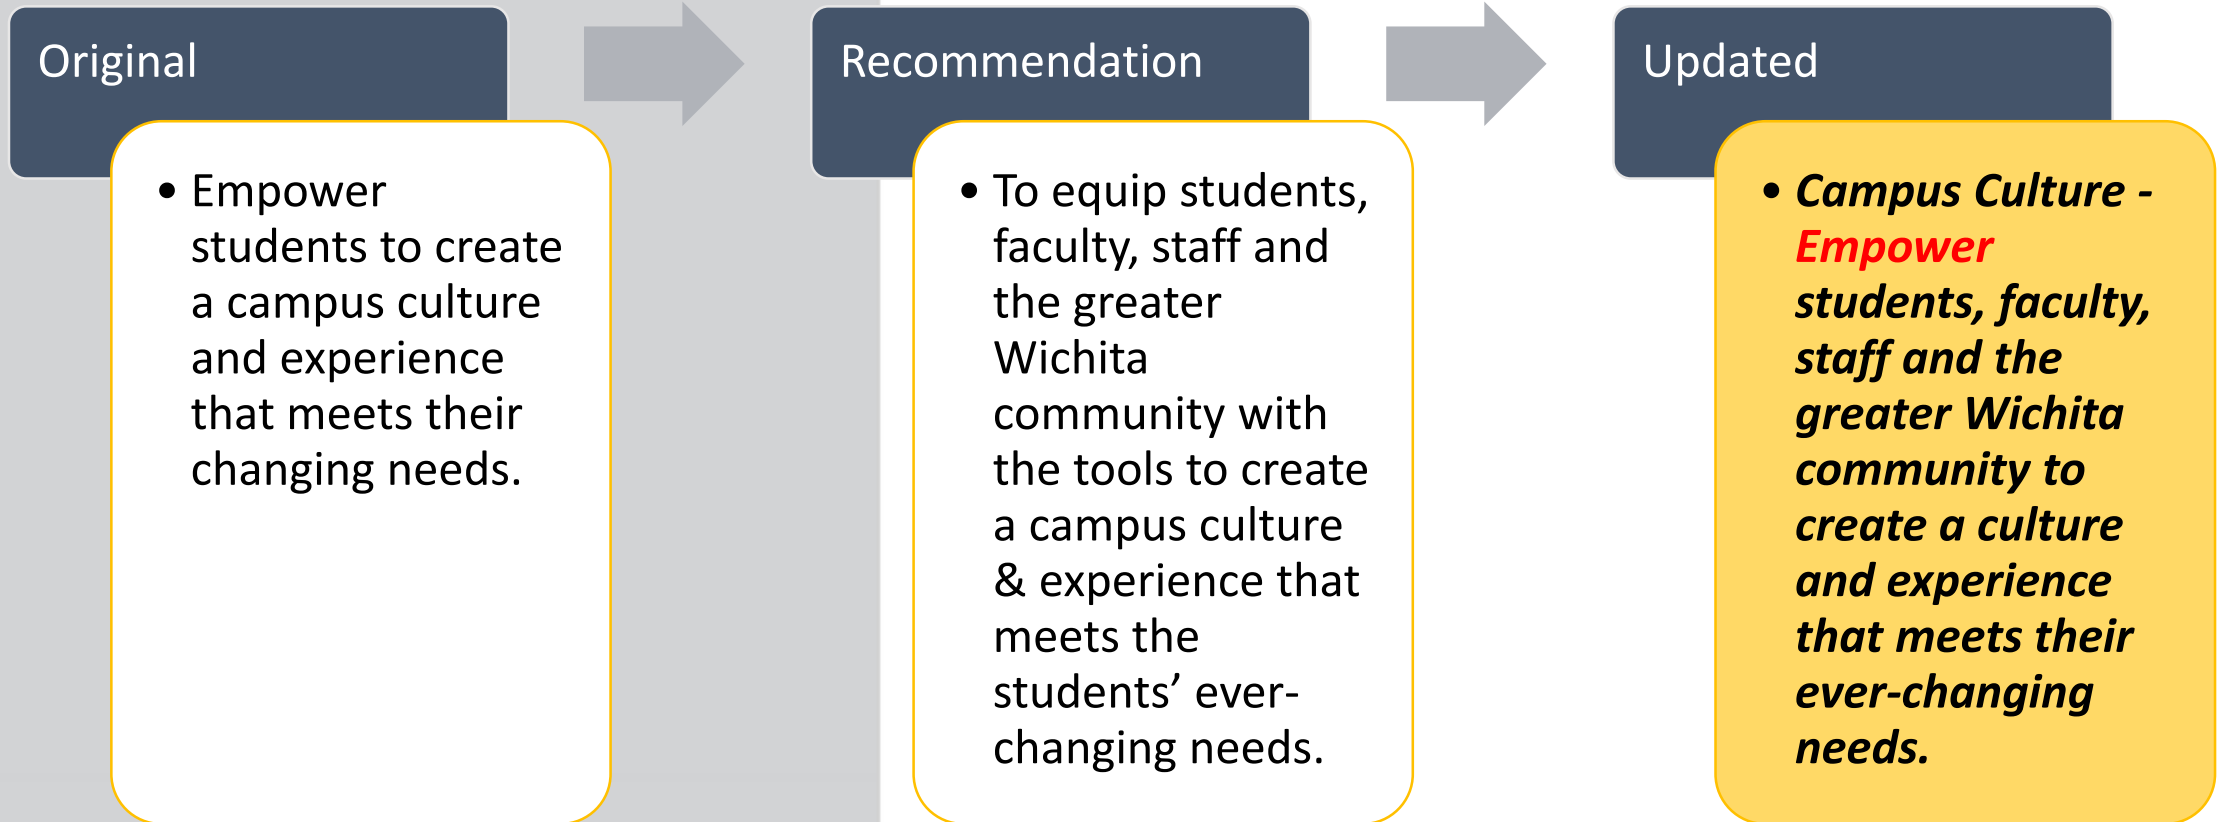 Original
• Empower
students to create
a campus culture
and experience
that meets their
changing needs.
Recommendation
• To equip students,
faculty, staff and
the greater
Wichita
community with
the tools to create
a campus culture
& experience that
meets the
students’ ever-
changing needs.
Updated
• Campus Culture -
Empower
students, faculty,
staff and the
greater Wichita
community to
create a culture
and experience
that meets their
ever-changing
needs.